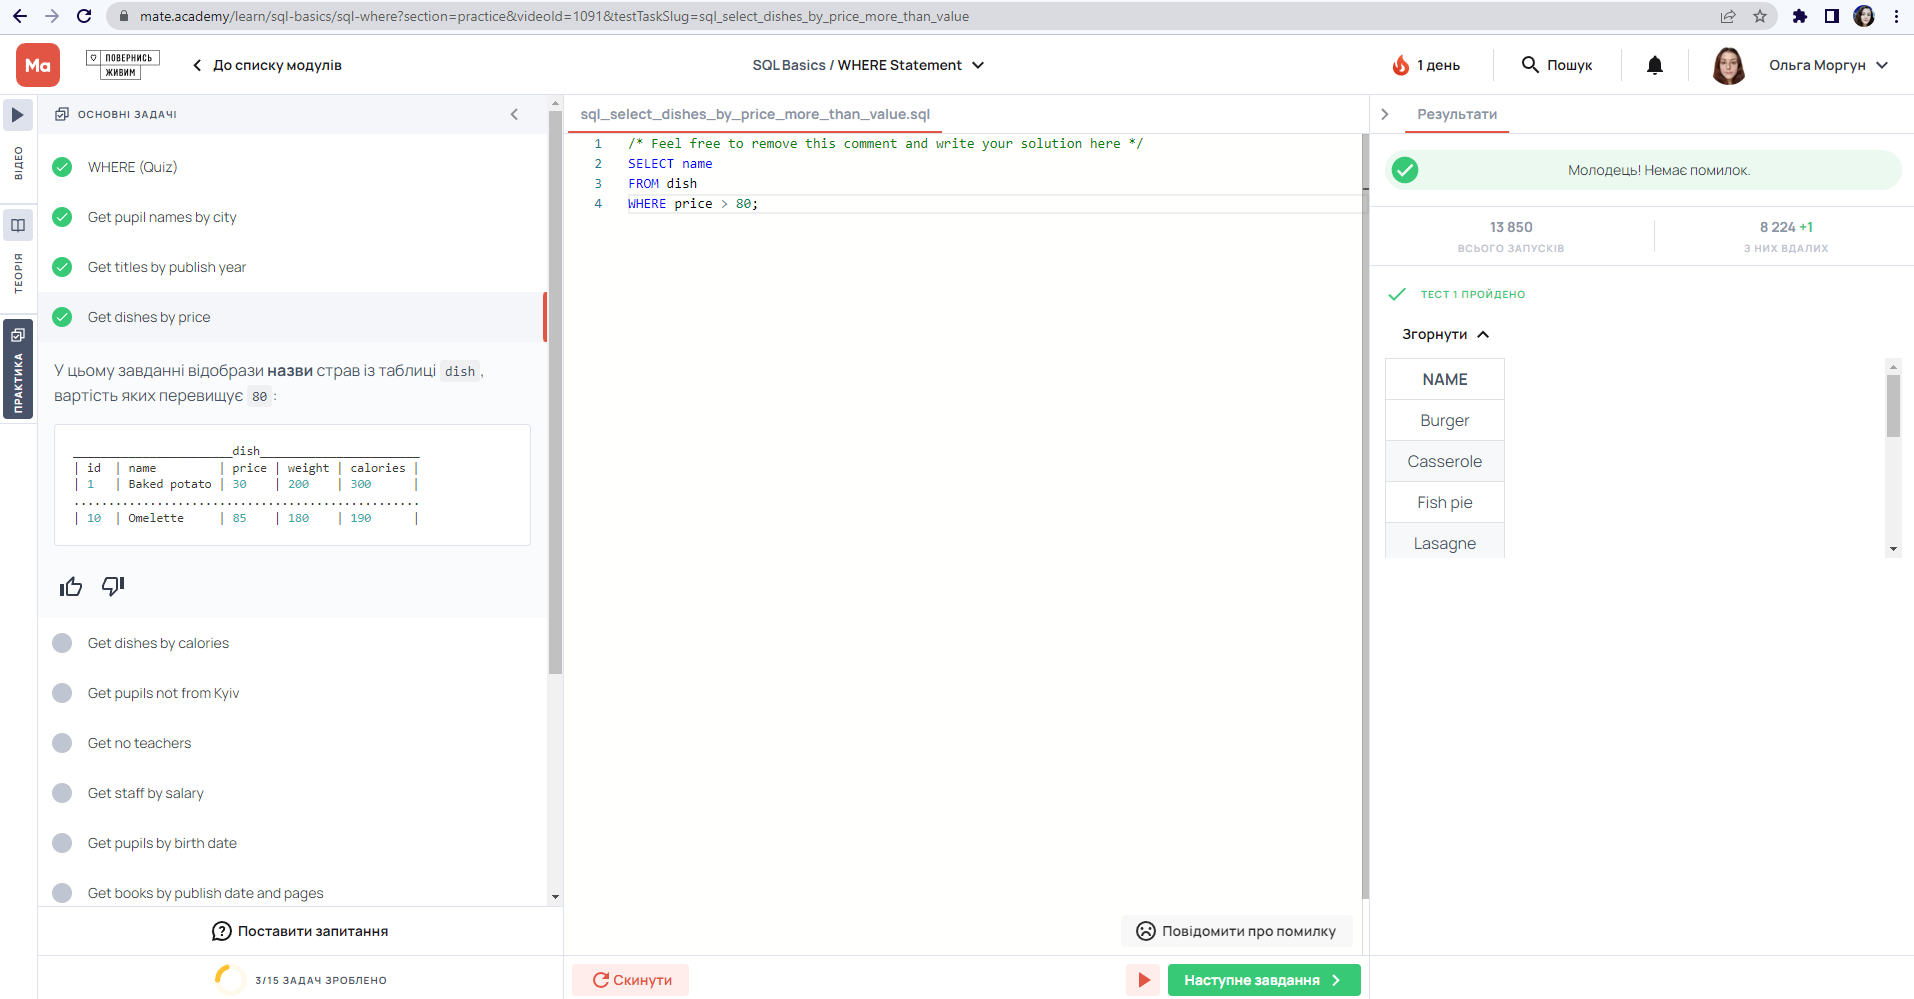 mate.academy/learn/sql-basics/sql-where?section=practice&videoId=1091&testTaskSlug=sql_select_dishes_by_price_more_than_value
Ma
ПОВЕРНИСЬ
ЖИВИМ
До списку модулів
SQL Basics / WHERE Statement
1 день
Пошук
Ольга Моргун
ВІДЕО
ТЕОРІЯ
ПРАКТИКА
ОСНОВНІ ЗАДАЧІ
WHERE (Quiz)
Get pupil names by city
Get titles by publish year
Get dishes by price
У цьому завданні відобрази назви страв із таблиці dish,
вартість яких перевищує 80:
_______________________dish_______________________
| id | name | price | weight | calories |
| 1 | Baked potato | 30 | 200 | 300 |
..................................................
| 10 | Omelette | 85 | 180 | 190 |
Get dishes by calories
Get pupils not from Kyiv
Get no teachers
Get staff by salary
Get pupils by birth date
Get books by publish date and pages
Поставити запитання
3/15 ЗАДАЧ ЗРОБЛЕНО
sql_select_dishes_by_price_more_than_value.sql
1 /* Feel free to remove this comment and write your solution here */
2 SELECT name
3 FROM dish
4 WHERE price > 80;
Повідомити про помилку
Скинути
Наступне завдання
Результати
Молодець! Немає помилок.
13 850
ВСЬОГО ЗАПУСКІВ
8 224 +1
З НИХ ВДАЛИХ
ТЕСТ 1 ПРОЙДЕНО
Згорнути
NAME
Burger
Casserole
Fish pie
Lasagne